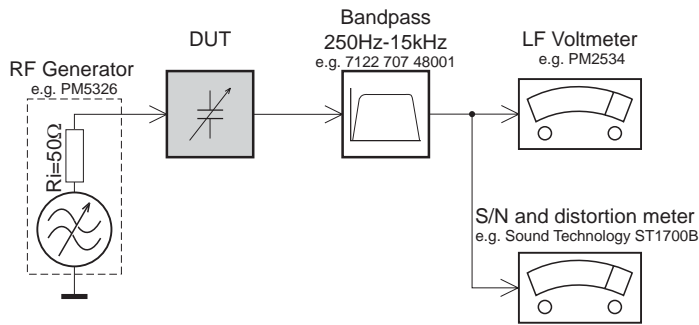 RF Generator
e.g. PM5326
Ri=50Ω
DUT
Bandpass
250Hz-15kHz
e.g. 7122 707 48001
LF Voltmeter
e.g. PM2534
S/N and distortion meter
e.g. Sound Technology ST1700B